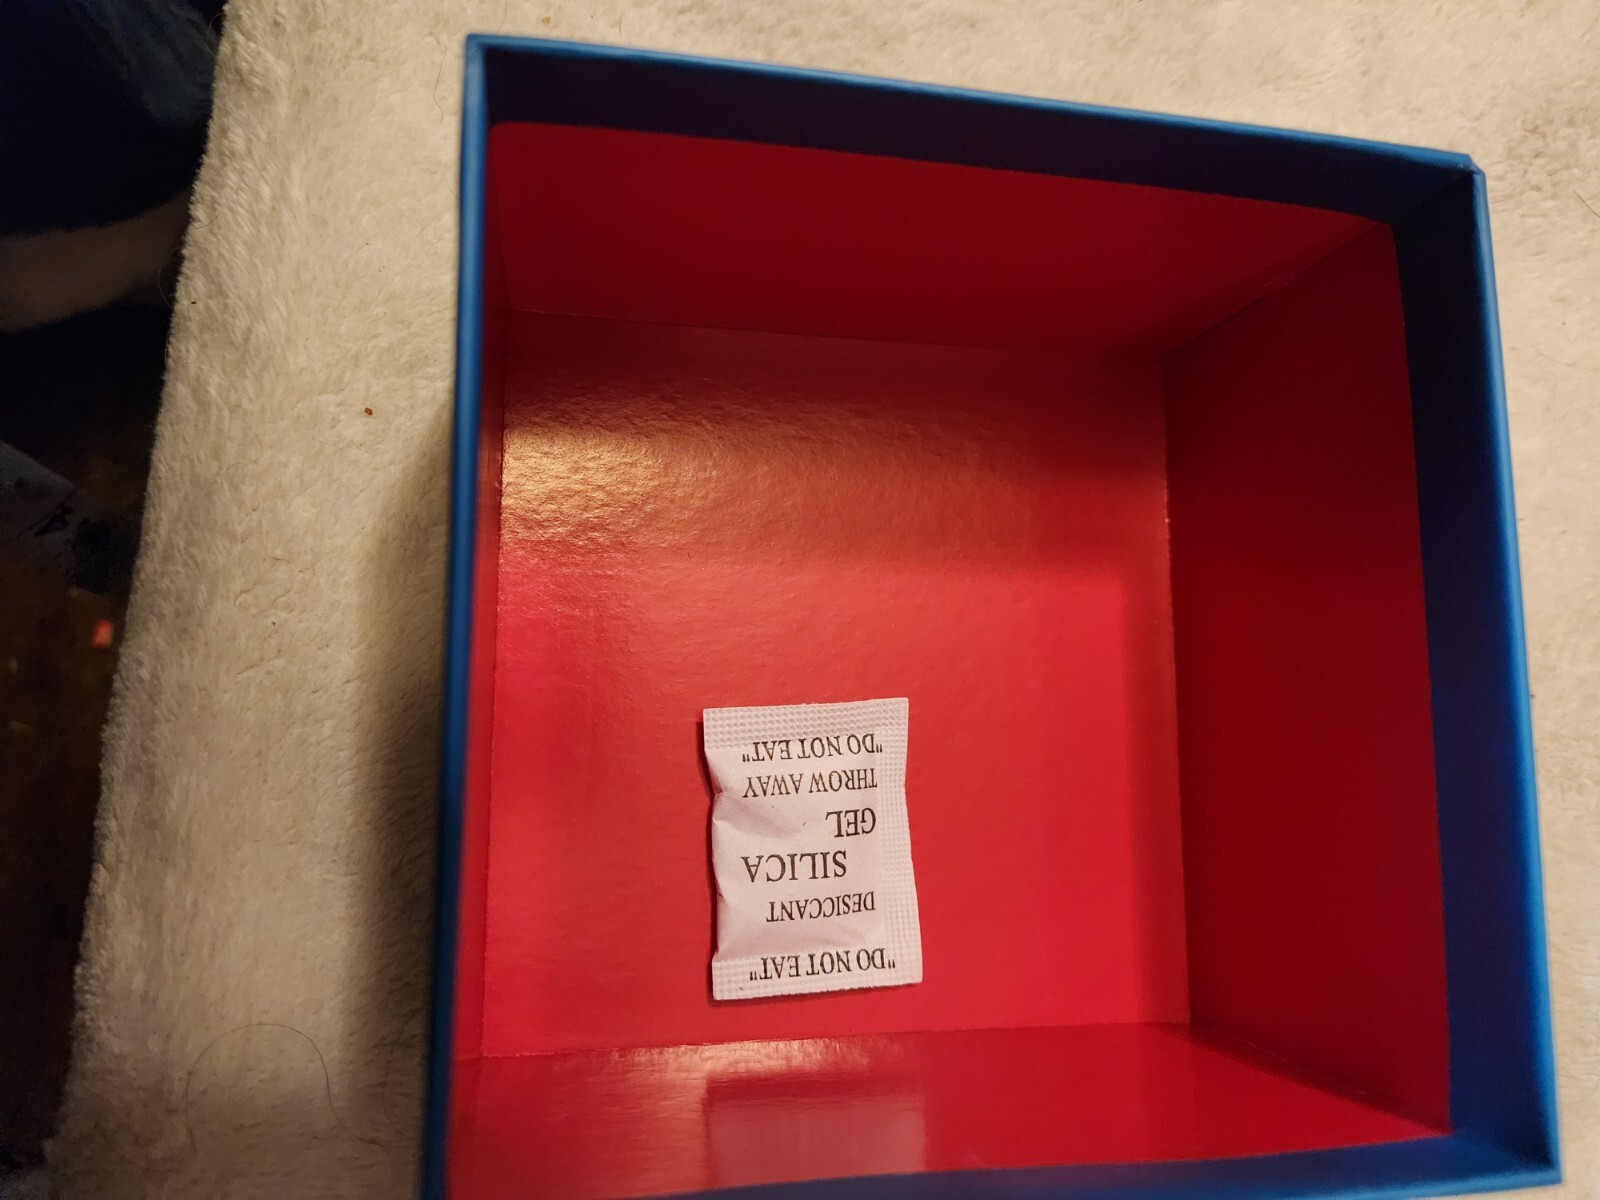 "DO NOT EAT"
DESICCANT
SILICA
GEL
THROW AWAY
"DO NOT EAT"